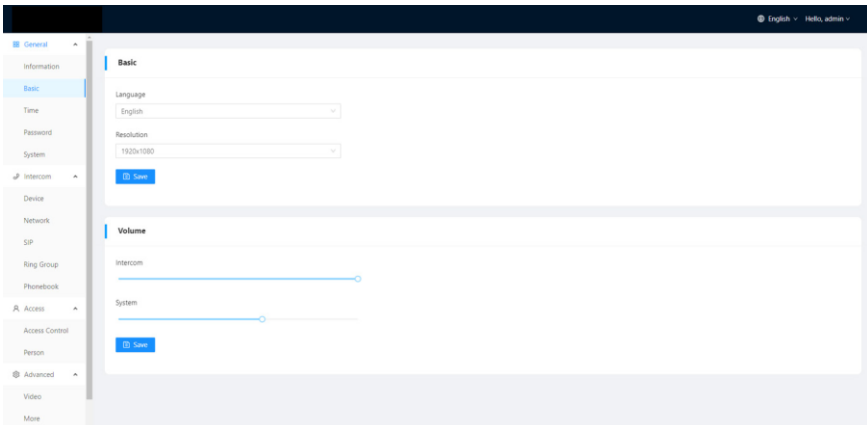 English
Hello, admin
General
Information
Basic
Time
Password
System
Intercom
Device
Network
SIP
Ring Group
Phonebook
Access
Access Control
Person
Advanced
Video
More
Basic
Language
English
Resolution
1920x1080
Save
Volume
Intercom
System
Save